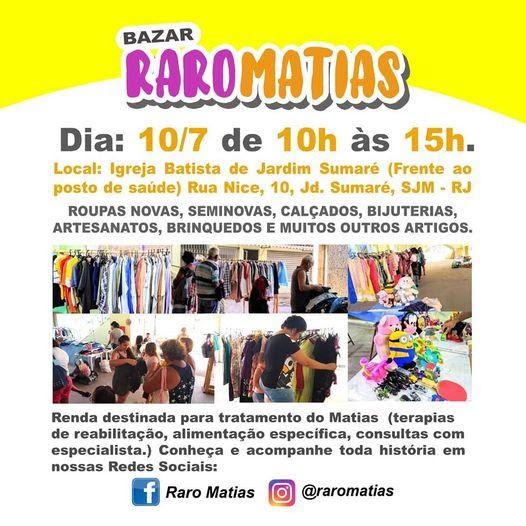 BAZAR
RAROMATIAS
Dia: 10/7 de 10h às 15h.
Local: Igreja Batista de Jardim Sumaré (Frente ao
posto de saúde) Rua Nice, 10, Jd. Sumaré, SJM - RJ
ROUPAS NOVAS, SEMINOVAS, CALÇADOS, BIJUTERIAS,
ARTESANATOS, BRINQUEDOS E MUITOS OUTROS ARTIGOS.
Renda destinada para tratamento do Matias (terapias
de reabilitação, alimentação específica, consultas com
especialista.) Conheça e acompanhe toda história em
nossas Redes Sociais:
Raro Matias @raromatias